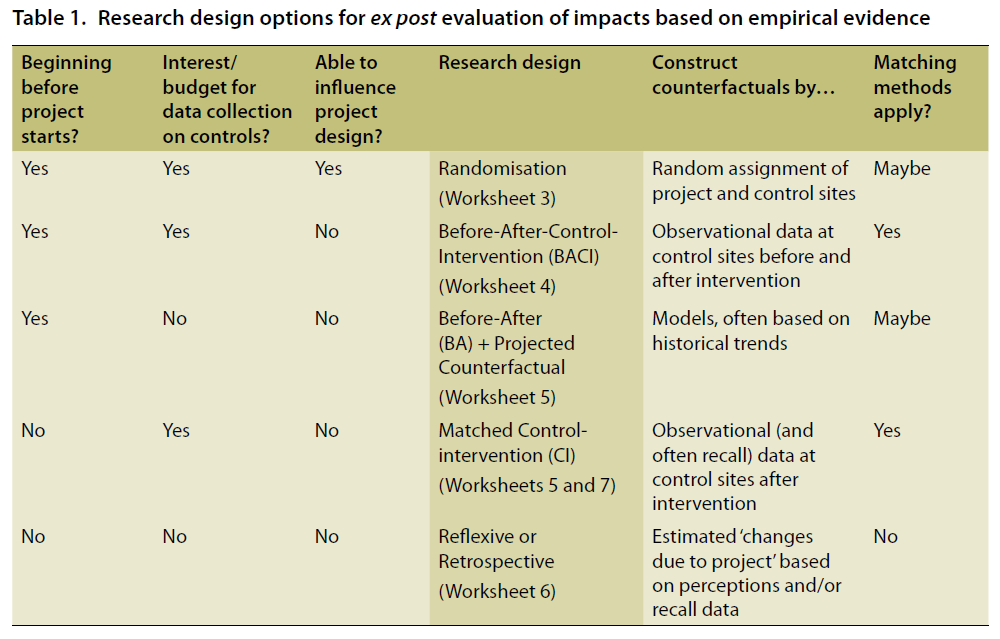 Table 1. Research design options for ex post evaluation of impacts based on empirical evidence
Beginning before project starts? Interest/ budget for data collection on controls? Able to influence project design? Research design Construct counterfactuals by… Matching methods apply?
Yes Yes Yes Randomisation (Worksheet 3) Random assignment of project and control sites Maybe
Yes Yes No Before-After-Control-Intervention (BACI) (Worksheet 4) Observational data at control sites before and after intervention Yes
Yes No No Before-After (BA) + Projected Counterfactual (Worksheet 5) Models, often based on historical trends Maybe
No Yes No Matched Control-intervention (CI) (Worksheets 5 and 7) Observational (and often recall) data at control sites after intervention Yes
No No No Reflexive or Retrospective (Worksheet 6) Estimated ‘changes due to project’ based on perceptions and/or recall data No